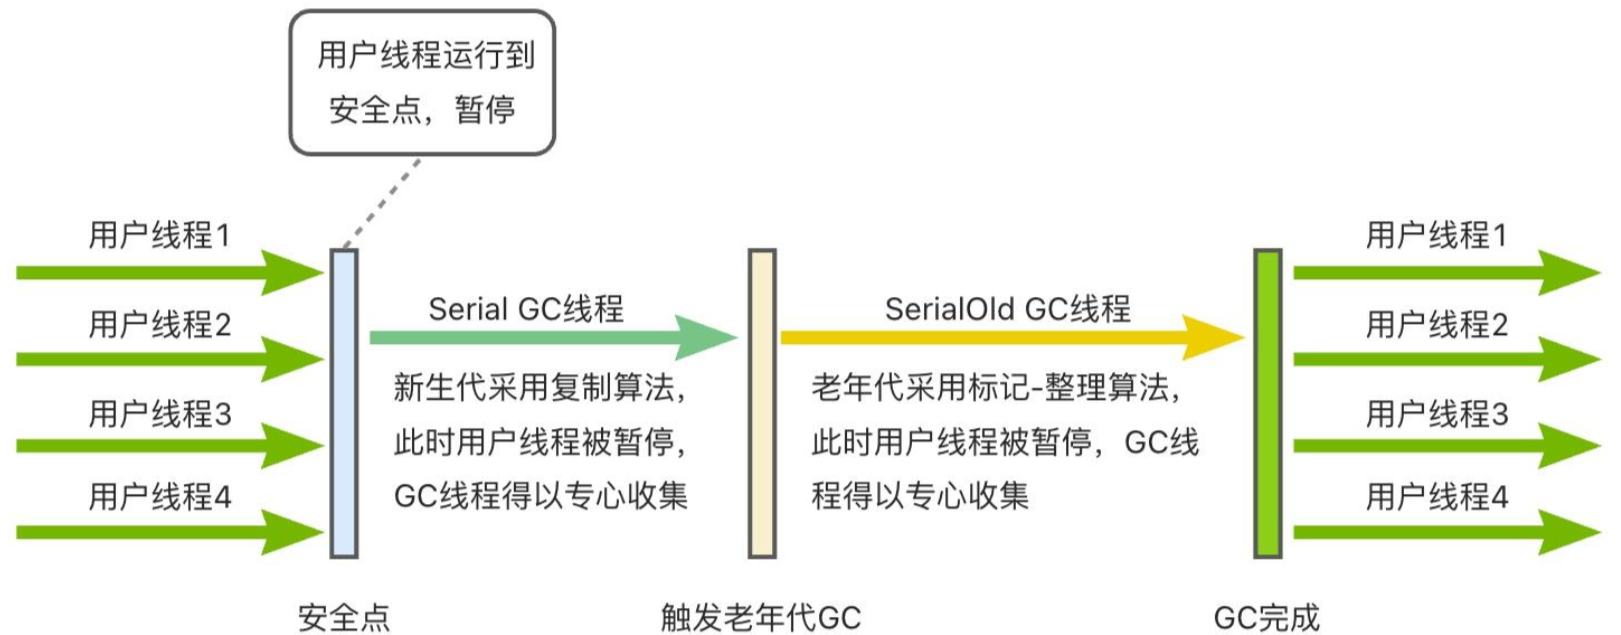 用户线程运行到
安全点，暂停
用户线程1
用户线程2
用户线程3
用户线程4
Serial GC线程
新生代采用复制算法，
此时用户线程被暂停，
GC线程得以专心收集
SerialOld GC线程
老年代采用标记-整理算法，
此时用户线程被暂停，GC线
程得以专心收集
用户线程1
用户线程2
用户线程3
用户线程4
安全点
触发老年代GC
GC完成